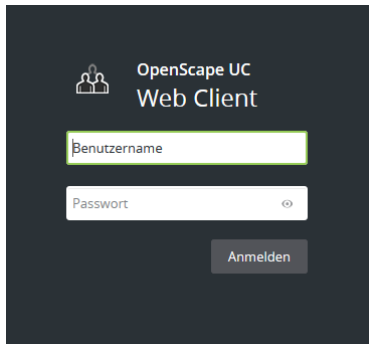 OpenScape UC
Web Client
Benutzername
Passwort
Anmelden